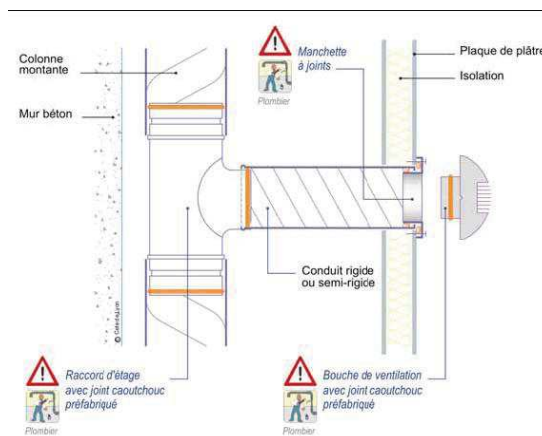 Colonne
montante
Mur béton
Manchette
à joints
Plombier
Plaque de plâtre
Isolation
Conduit rigide
ou semi-rigide
Raccord d'étage
avec joint caoutchouc
préfabriqué
Plombier
Bouche de ventilation
avec joint caoutchouc
préfabriqué
Plombier